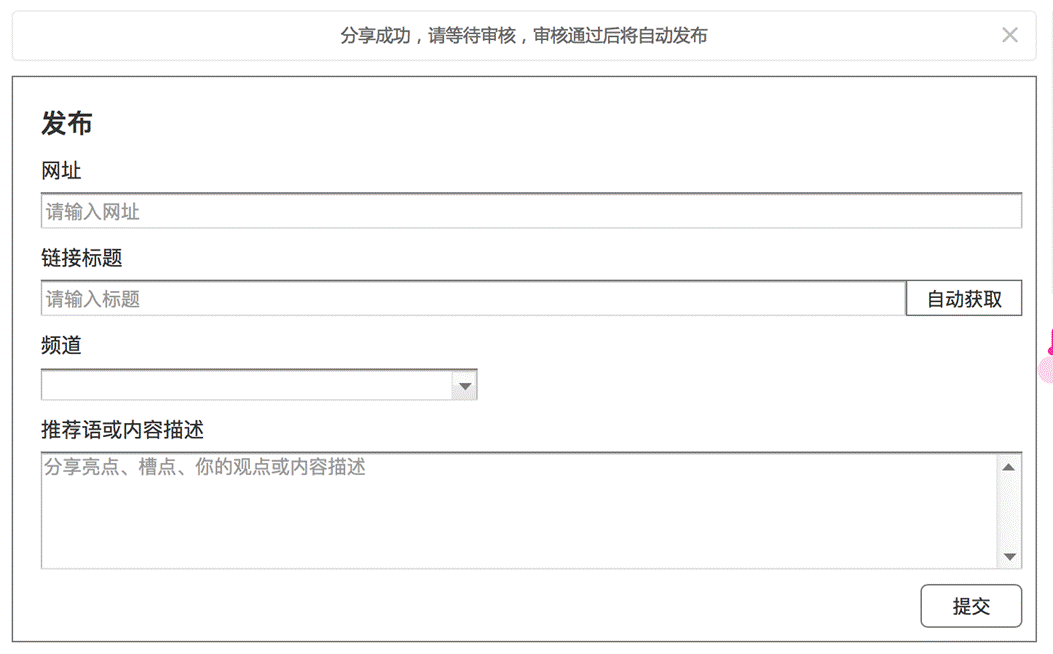 分享成功，请等待审核，审核通过后将自动发布
发布
网址
请输入网址
链接标题
请输入标题
自动获取
频道
推荐语或内容描述
分享亮点、槽点、你的观点或内容描述
提交